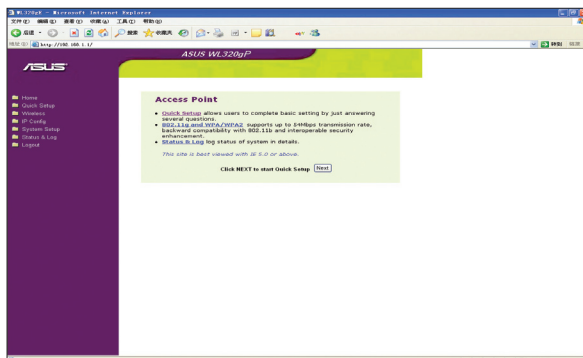 WL320gP - Microsoft Internet Explorer
文件(F) 编辑(E) 查看(V) 收藏(A) 工具(T) 帮助(H)
后退 搜索 收藏夹
地址(D) http://192.168.1.1/ 转到 链接
ASUS WL320gP
ASUS
Home
Quick Setup
Wireless
IP Config
System Setup
Status & Log
Logout
Access Point
Quick Setup allows users to complete basic setting by just answering
several questions.
802.11g and WPA/WPA2 supports up to 54Mbps transmission rate,
backward compatibility with 802.11b and interoperable security
enhancement.
Status & Log log status of system in details.
This site is best viewed with IE 5.0 or above.
Click NEXT to start Quick Setup Next